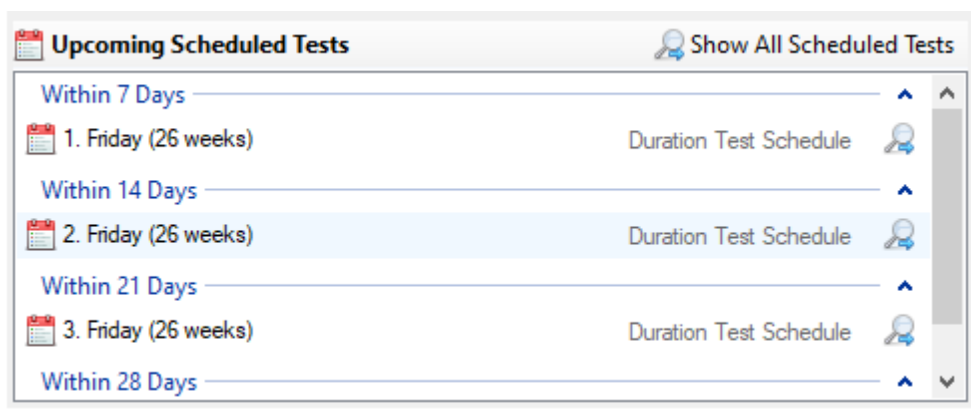 Upcoming Scheduled Tests Show All Scheduled Tests
Within 7 Days
1. Friday (26 weeks) Duration Test Schedule
Within 14 Days
2. Friday (26 weeks) Duration Test Schedule
Within 21 Days
3. Friday (26 weeks) Duration Test Schedule
Within 28 Days